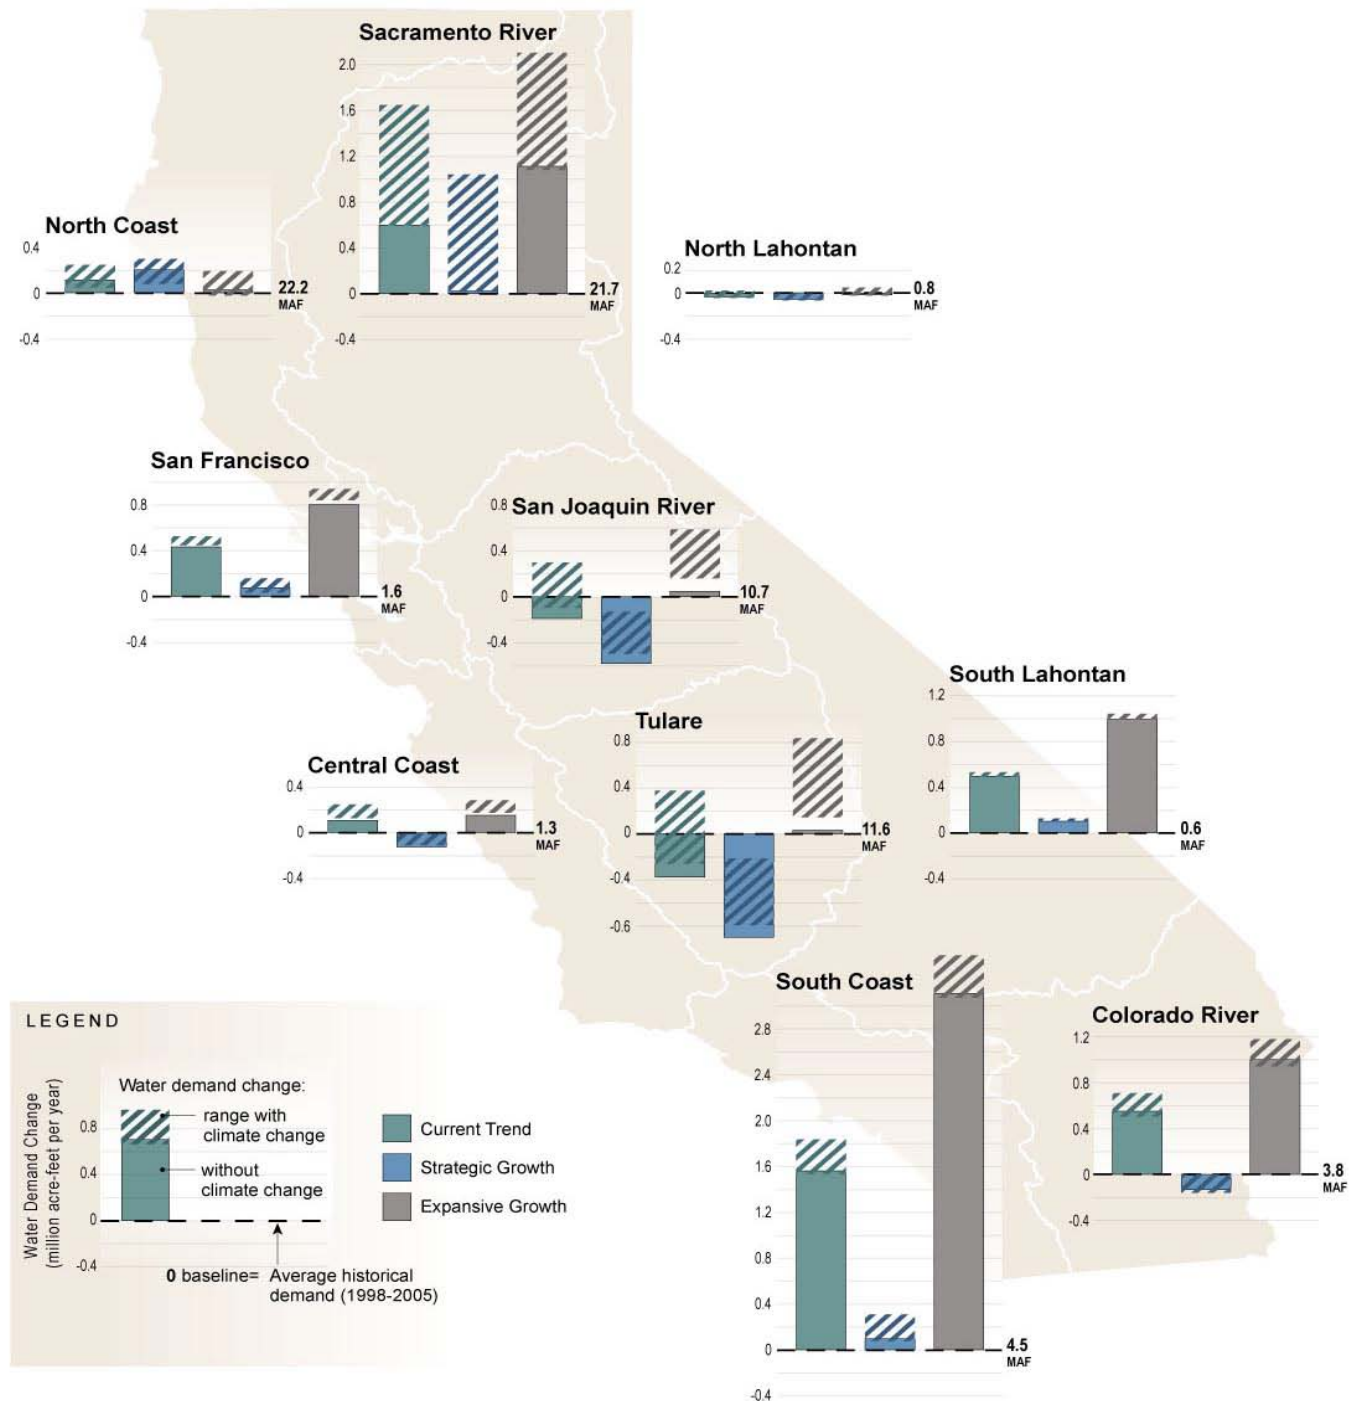 Sacramento River
2.0
1.6
1.2
0.8
0.4
0
-0.4
21.7
MAF
North Coast
0.4
0
-0.4
22.2
MAF
North Lahontan
0.2
0
-0.4
0.8
MAF
San Francisco
0.8
0.4
0
-0.4
1.6
MAF
San Joaquin River
0.8
0.4
0
-0.4
10.7
MAF
South Lahontan
1.2
0.8
0.4
0
-0.4
0.6
MAF
Tulare
0.8
0.4
0
-0.4
-0.6
11.6
MAF
Central Coast
0.4
0
-0.4
1.3
MAF
South Coast
2.8
2.4
2.0
1.6
1.2
0.8
0.4
0
-0.4
4.5
MAF
Colorado River
1.2
0.8
0.4
0
-0.4
3.8
MAF
LEGEND
Water Demand Change
(million acre-feet per year)
Water demand change:
0.8
0.4
0
-0.4
range with
climate change
without
climate change
0 baseline= Average historical
demand (1998-2005)
Current Trend
Strategic Growth
Expansive Growth